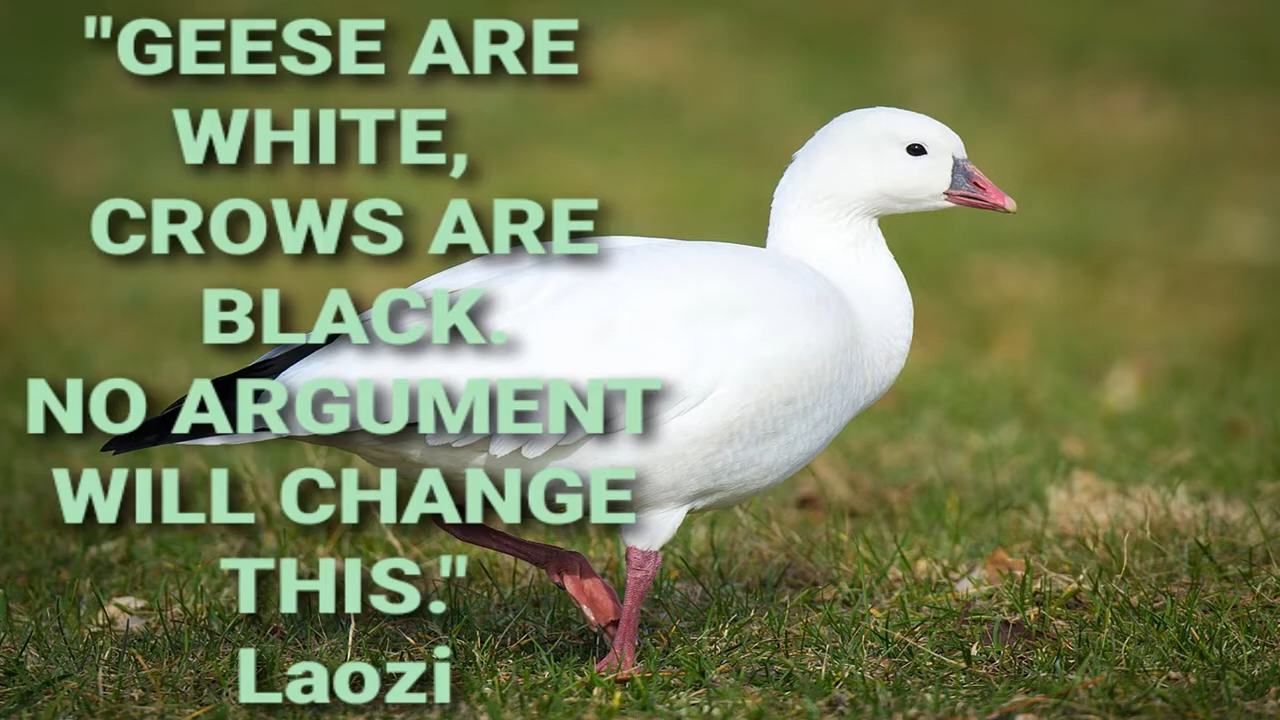 "GEESE ARE
WHITE,
CROWS ARE
BLACK.
NO ARGUMENT
WILL CHANGE
THIS."
Laozi